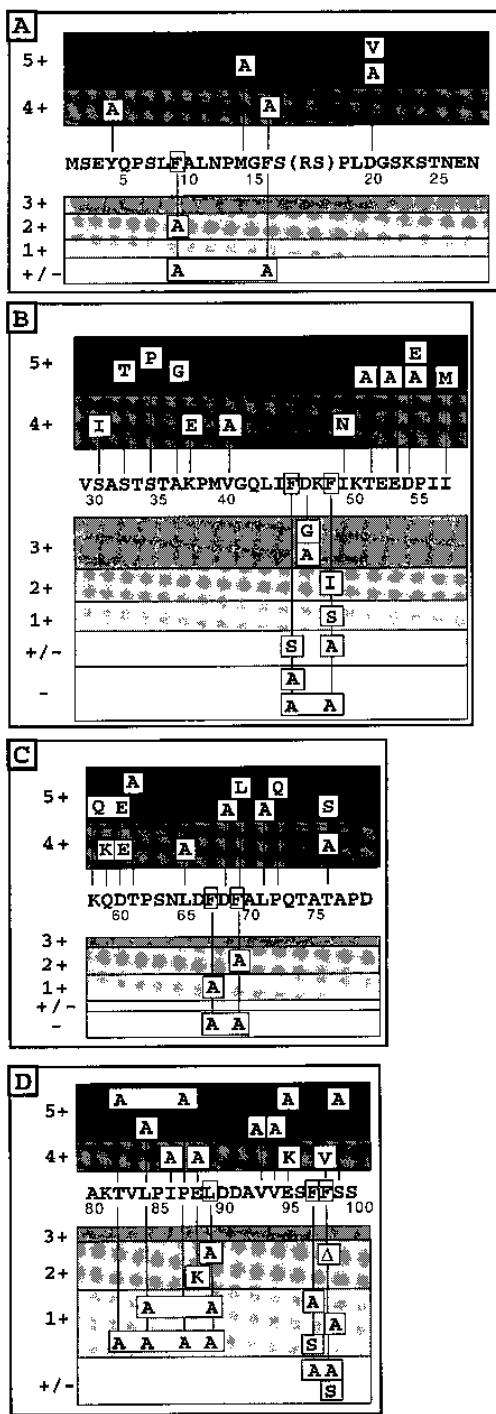 A
V
5+ A A
4+ A A
MSEYQPSLFALNPMGFS(RS)PLDGSKSTNEN
5 10 15 20 25
3+
2+ A
1+
+/- A A
B
5+ T P G A A A E M
4+ I E A N
VSASTSTAKPMVGQLIFDKFIKTEEDPII
30 35 40 50 55
G
3+ A
2+ I
1+ S
+/- S A
A
- A A
C
A L Q
5+ Q E A A S
4+ K E A A
KQDTPSNLDFDFALPQTATAPD
60 65 70 75
3+
2+ A
1+ A
+/-
- A A
D
5+ A A A A
A A A
4+ A A K V
AKTVLPIPELDDAVVESFFSS
80 85 90 95 100
3+
A Δ
2+ K
A A A
1+ A
A A A A S
A A
+/- S